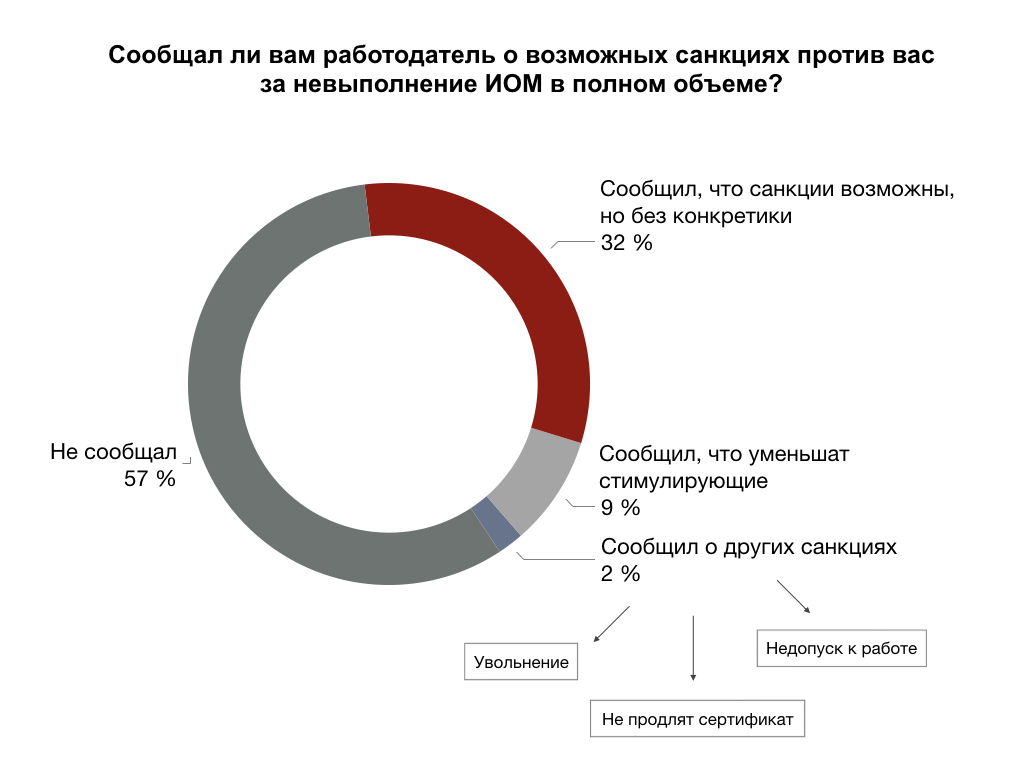 Сообщал ли вам работодатель о возможных санкциях против вас
за невыполнение ИОМ в полном объеме?
Сообщил, что санкции возможны,
но без конкретики
32 %
Не сообщал
57 %
Сообщил, что уменьшат
стимулирующие
9 %
Сообщил о других санкциях
2 %
Увольнение
Недопуск к работе
Не продлят сертификат